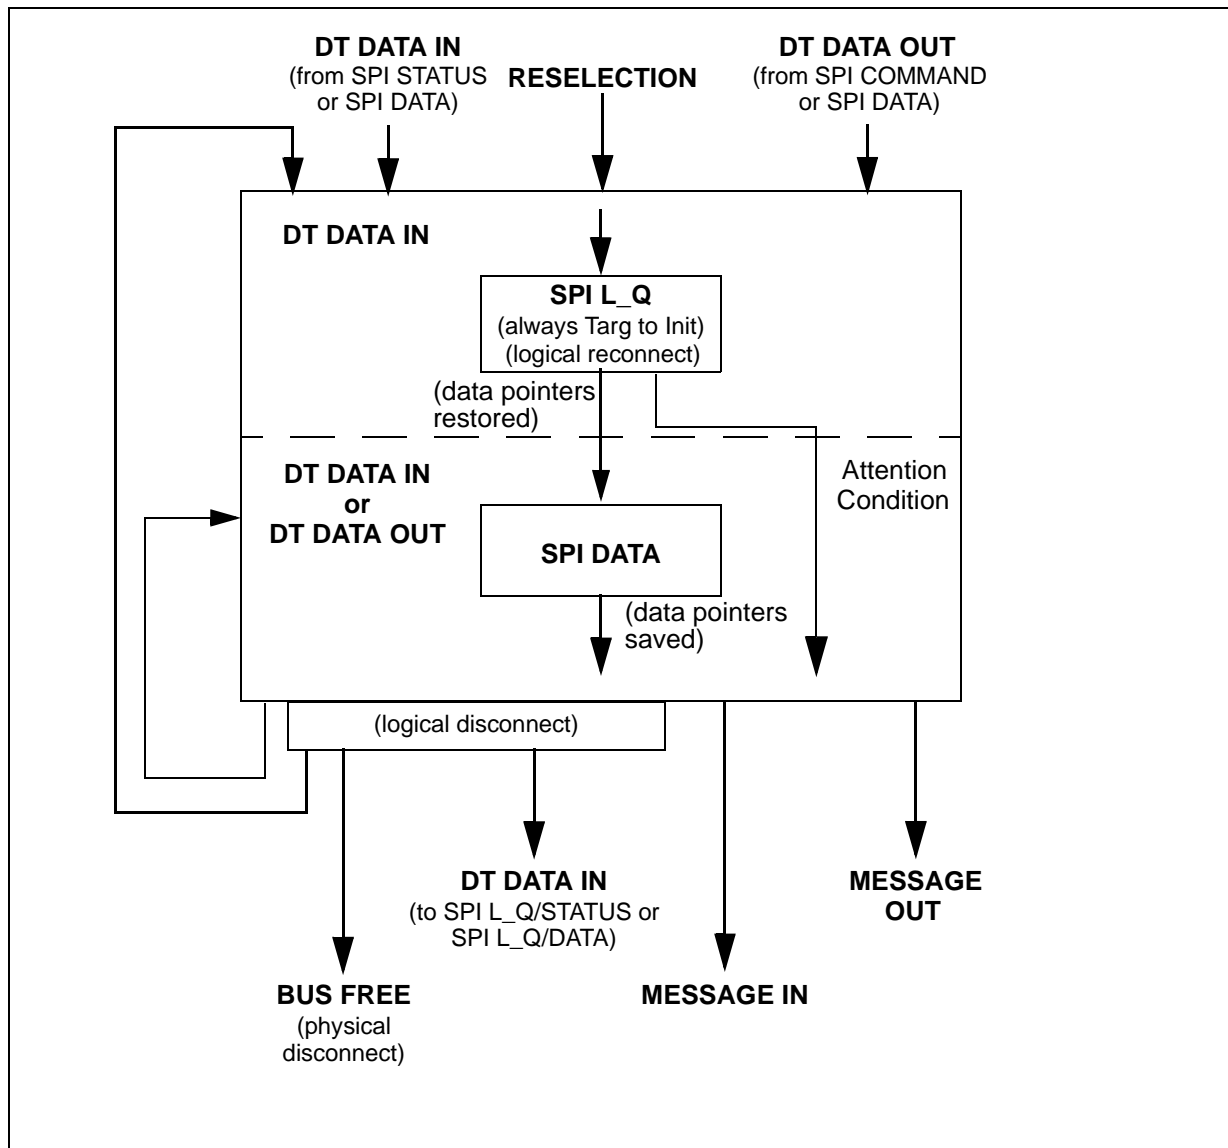 DT DATA IN
(from SPI STATUS
or SPI DATA)
RESELECTION
DT DATA OUT
(from SPI COMMAND
or SPI DATA)
DT DATA IN
SPI L_Q
(always Targ to Init)
(logical reconnect)
(data pointers
restored)
DT DATA IN
or
DT DATA OUT
Attention
Condition
SPI DATA
(data pointers
saved)
(logical disconnect)
DT DATA IN
(to SPI L_Q/STATUS or
SPI L_Q/DATA)
MESSAGE
OUT
BUS FREE
(physical
disconnect)
MESSAGE IN